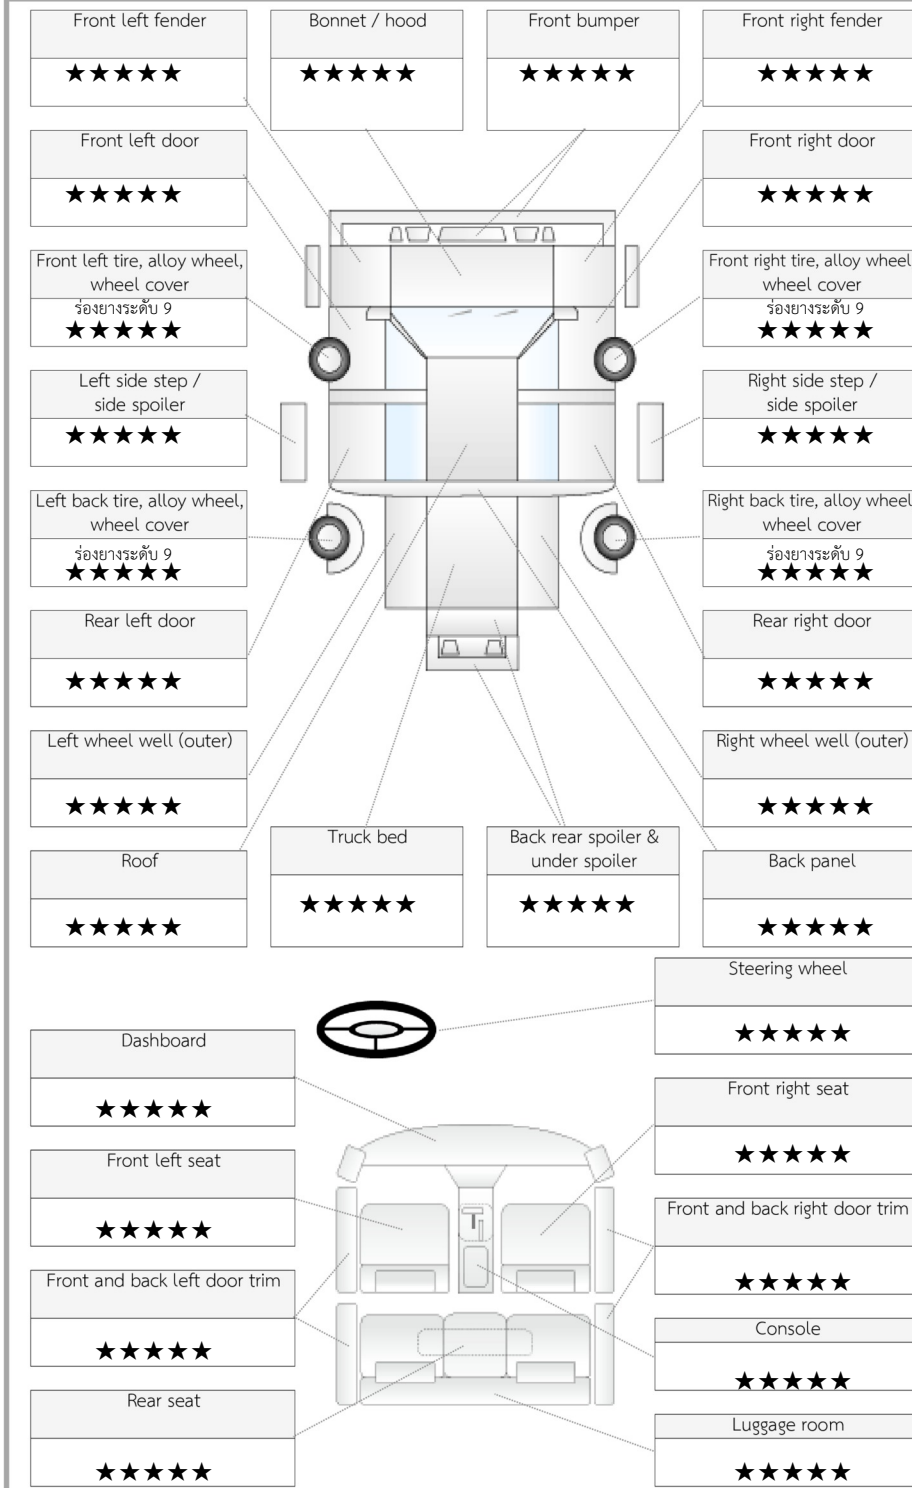 Front left fender
★★★★★
Bonnet / hood
★★★★★
Front bumper
★★★★★
Front right fender
★★★★★
Front left door
★★★★★
Front right door
★★★★★
Front left tire, alloy wheel,
wheel cover
ร่องยางระดับ 9
★★★★★
Front right tire, alloy wheel
wheel cover
ร่องยางระดับ 9
★★★★★
Left side step /
side spoiler
★★★★★
Right side step /
side spoiler
★★★★★
Left back tire, alloy wheel,
wheel cover
ร่องยางระดับ 9
★★★★★
Right back tire, alloy wheel
wheel cover
ร่องยางระดับ 9
★★★★★
Rear left door
★★★★★
Rear right door
★★★★★
Left wheel well (outer)
★★★★★
Right wheel well (outer)
★★★★★
Roof
★★★★★
Truck bed
★★★★★
Back rear spoiler &
under spoiler
★★★★★
Back panel
★★★★★
Steering wheel
★★★★★
Dashboard
★★★★★
Front right seat
★★★★★
Front left seat
★★★★★
Front and back right door trim
★★★★★
Front and back left door trim
★★★★★
Console
★★★★★
Rear seat
★★★★★
Luggage room
★★★★★